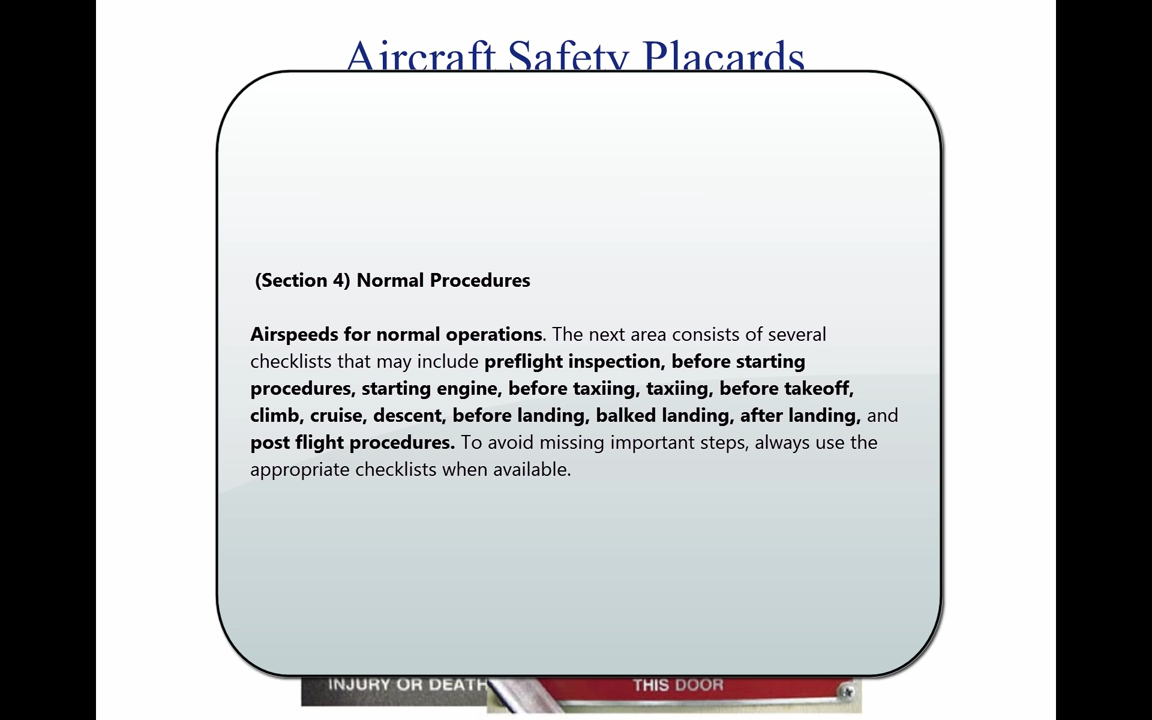 Aircraft Safety Placards
(Section 4) Normal Procedures
Airspeeds for normal operations. The next area consists of several
checklists that may include preflight inspection, before starting
procedures, starting engine, before taxiing, taxiing, before takeoff,
climb, cruise, descent, before landing, balked landing, after landing, and
post flight procedures. To avoid missing important steps, always use the
appropriate checklists when available.
INJURY OR DEATH
THIS DOOR